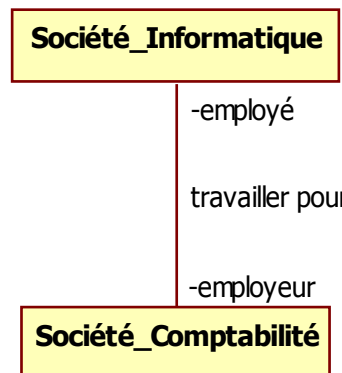 Société_Informatique
-employé
travailler pour
-employeur
Société_Comptabilité